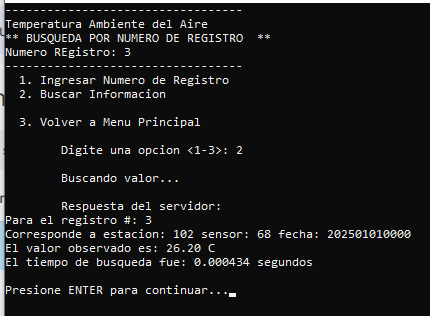 ----------------------------------
Temperatura Ambiente del Aire
** BUSQUEDA POR NUMERO DE REGISTRO  **
Numero REgistro: 3
----------------------------------
1. Ingresar Numero de Registro
2. Buscar Informacion
3. Volver a Menu Principal
Digite una opcion <1-3>: 2
Buscando valor...
Respuesta del servidor:
Para el registro #: 3
Corresponde a estacion: 102 sensor: 68 fecha: 202501010000
El valor observado es: 26.20 C
El tiempo de busqueda fue: 0.000434 segundos
Presione ENTER para continuar...